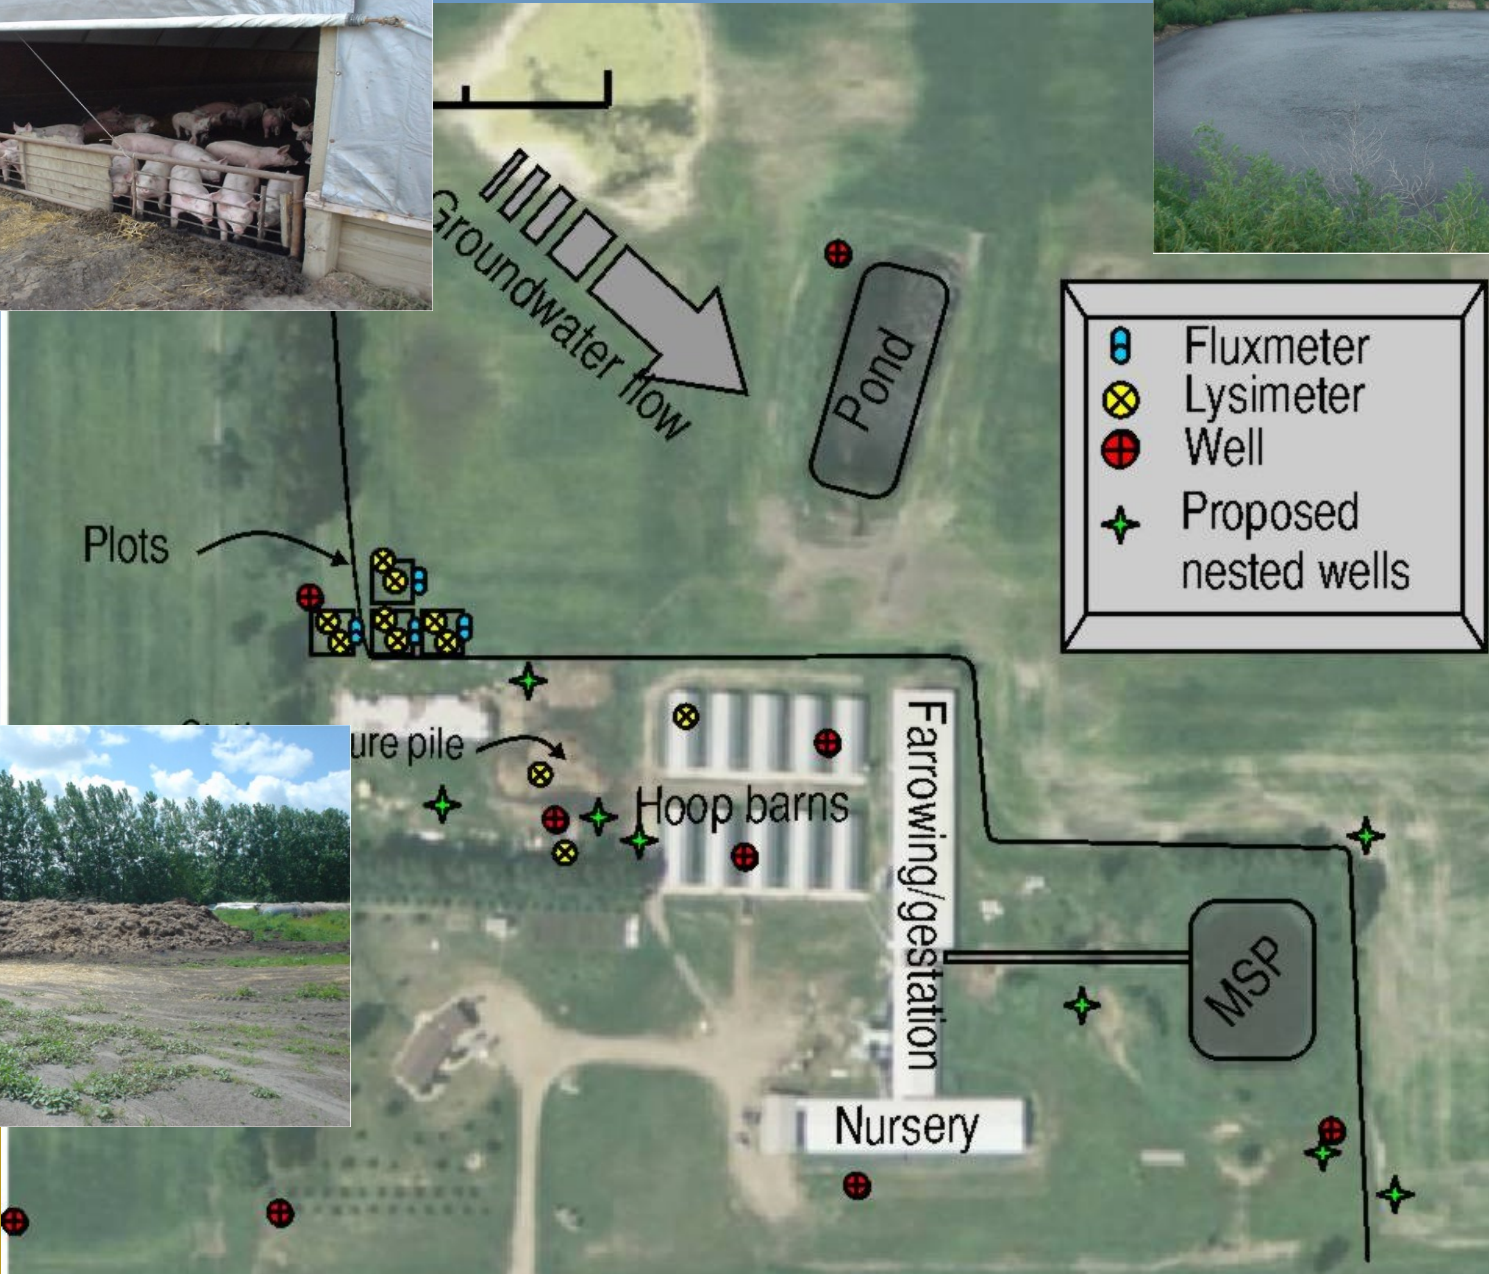 Groundwater flow
Pond
Fluxmeter
Lysimeter
Well
Proposed
nested wells
Plots
ure pile
Hoop barns
Farrowing/gestation
MSP
Nursery